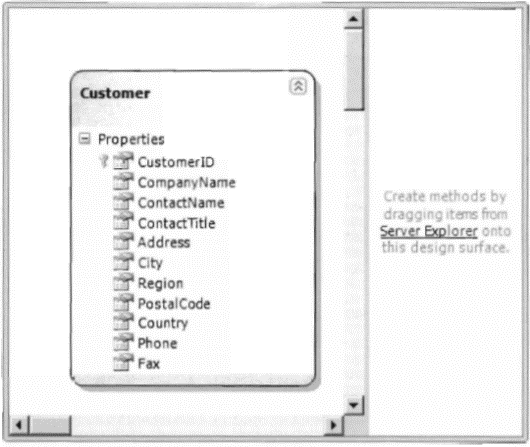 Customer
Properties
CustomerID
CompanyName
ContactName
ContactTitle
Address
City
Region
PostalCode
Country
Phone
Fax
Create methods by
dragging items from
Server Explorer onto
this design surface.